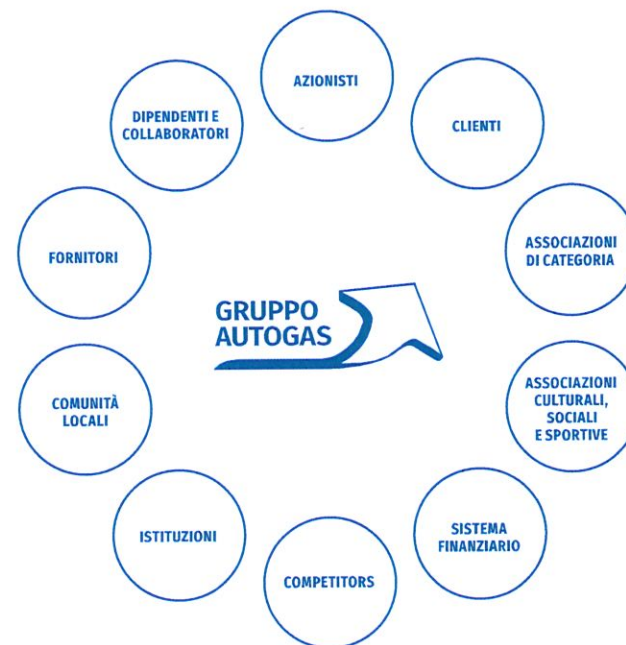 AZIONISTI
CLIENTI
ASSOCIAZIONI
DI CATEGORIA
ASSOCIAZIONI
CULTURALI,
SOCIALI
E SPORTIVE
SISTEMA
FINANZIARIO
COMPETITORS
ISTITUZIONI
COMUNITÀ
LOCALI
FORNITORI
DIPENDENTI E
COLLABORATORI
GRUPPO
AUTOGAS